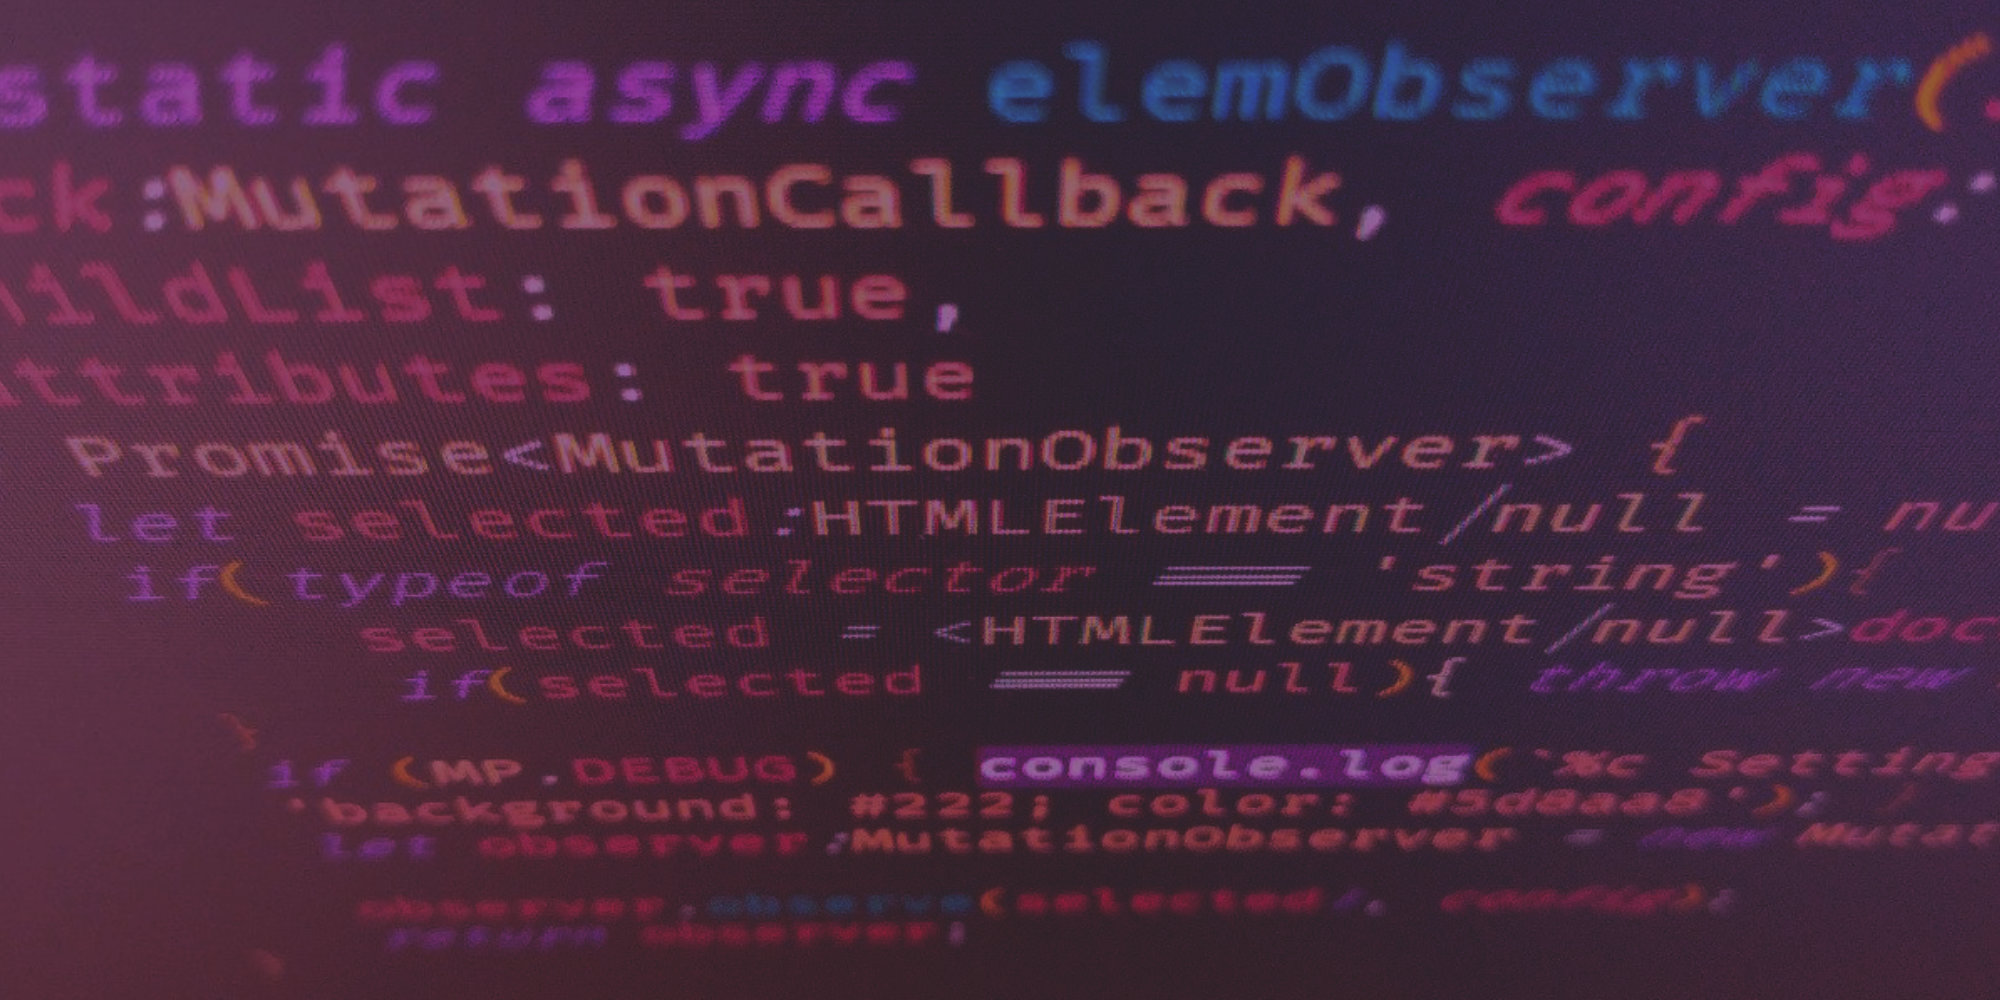 static async elemObserver(
ck:MutationCallback, config:
ildList: true,
attributes: true
Promise<MutationObserver> {
let selected:HTMLElement/null = nu
if(typeof selector === 'string'){
selected = <HTMLElement/null>doc
if(selected === null){ throw new
}
if (MP.DEBUG) { console.log(`%c Setting
'background: #222; color: #5d8aa8'); }
let observer:MutationObserver = new Mutat
observer.observe(selected!, config);
return observer;
}